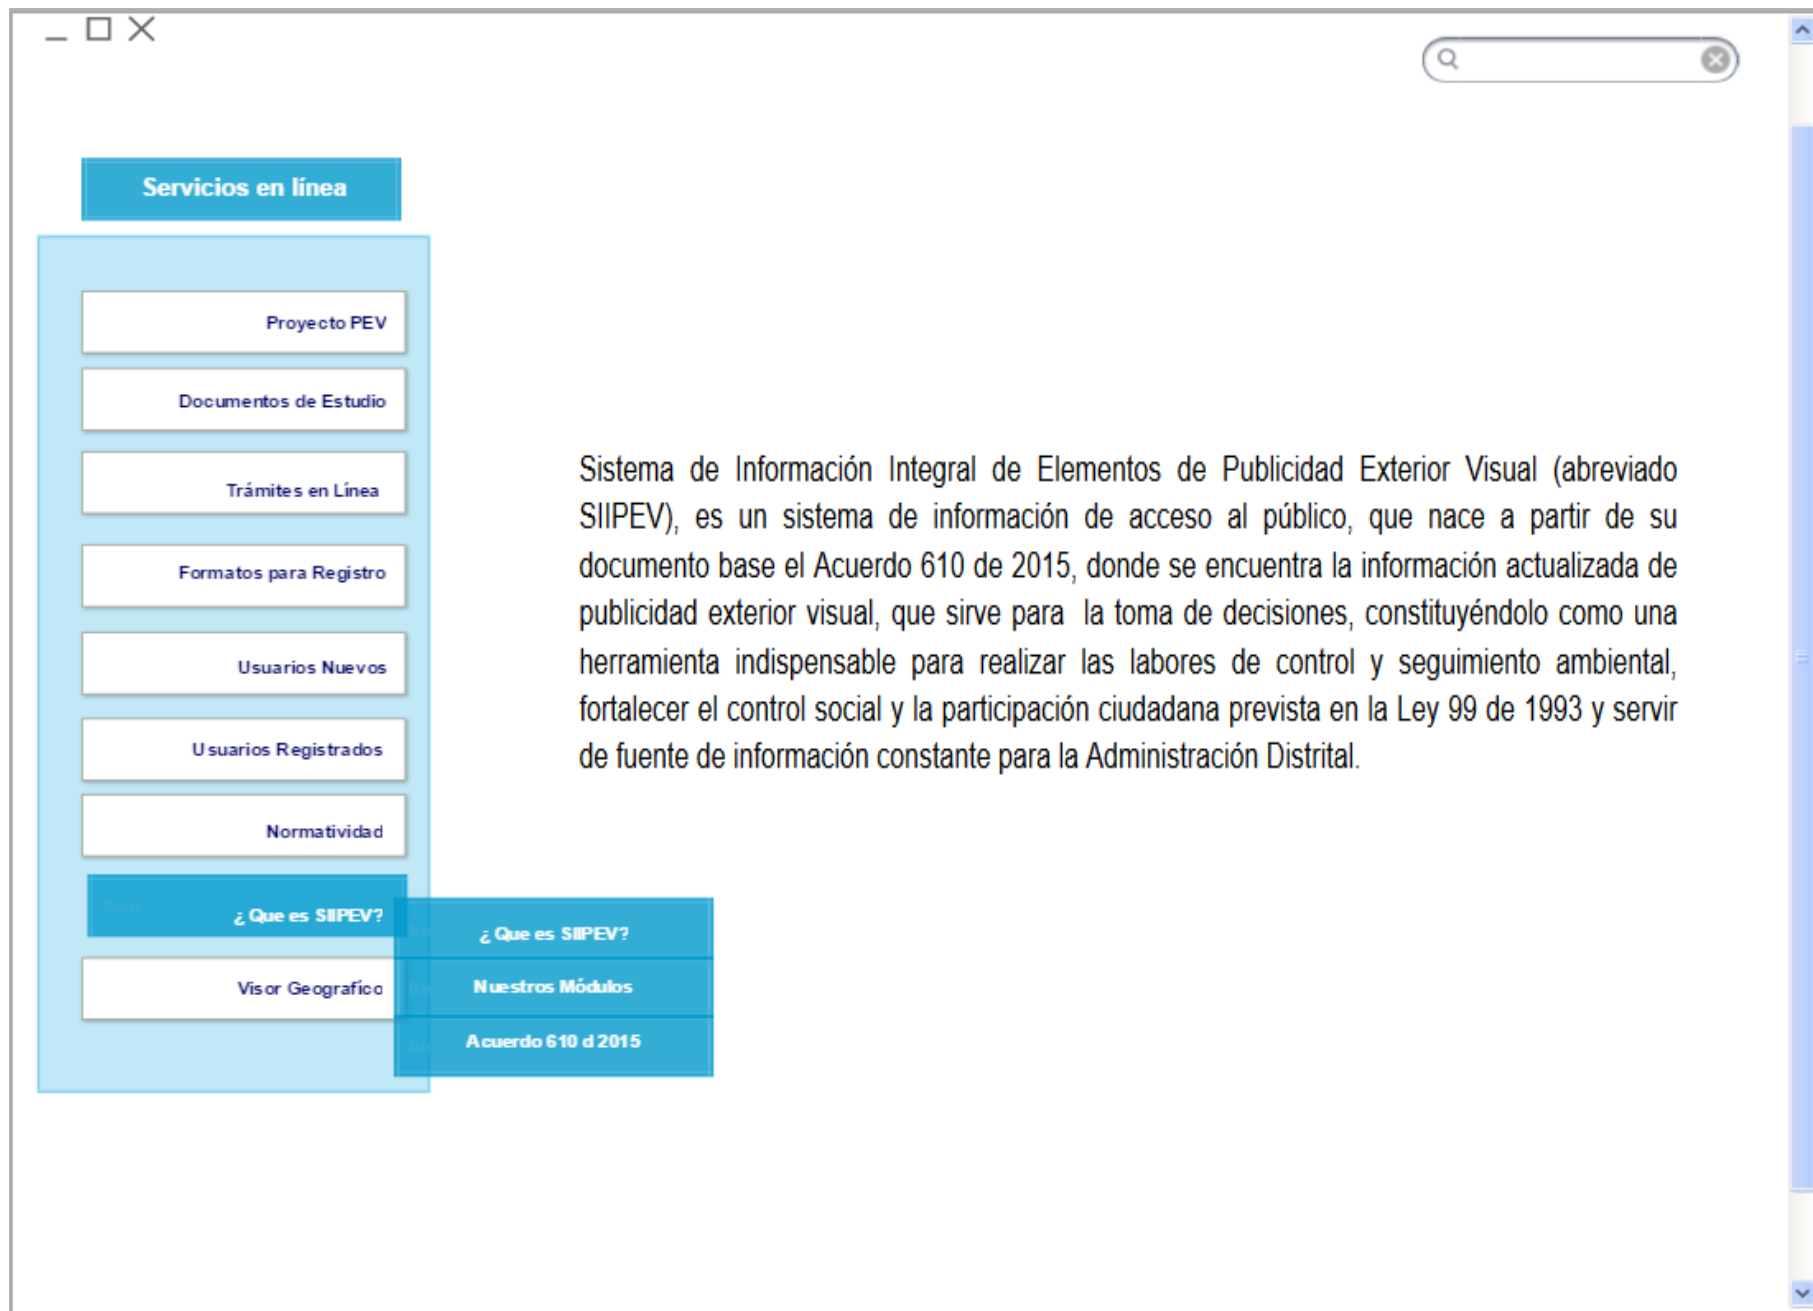 Servicios en línea
Proyecto PEV
Documentos de Estudio
Trámites en Línea
Formatos para Registro
Usuarios Nuevos
Usuarios Registrados
Normatividad
¿ Que es SIIPEV?
Visor Geografíco
¿ Que es SIIPEV?
Nuestros Módulos
Acuerdo 610 d 2015
Sistema de Información Integral de Elementos de Publicidad Exterior Visual (abreviado
SIIPEV), es un sistema de información de acceso al público, que nace a partir de su
documento base el Acuerdo 610 de 2015, donde se encuentra la información actualizada de
publicidad exterior visual, que sirve para  la toma de decisiones, constituyéndolo como una
herramienta indispensable para realizar las labores de control y seguimiento ambiental,
fortalecer el control social y la participación ciudadana prevista en la Ley 99 de 1993 y servir
de fuente de información constante para la Administración Distrital.